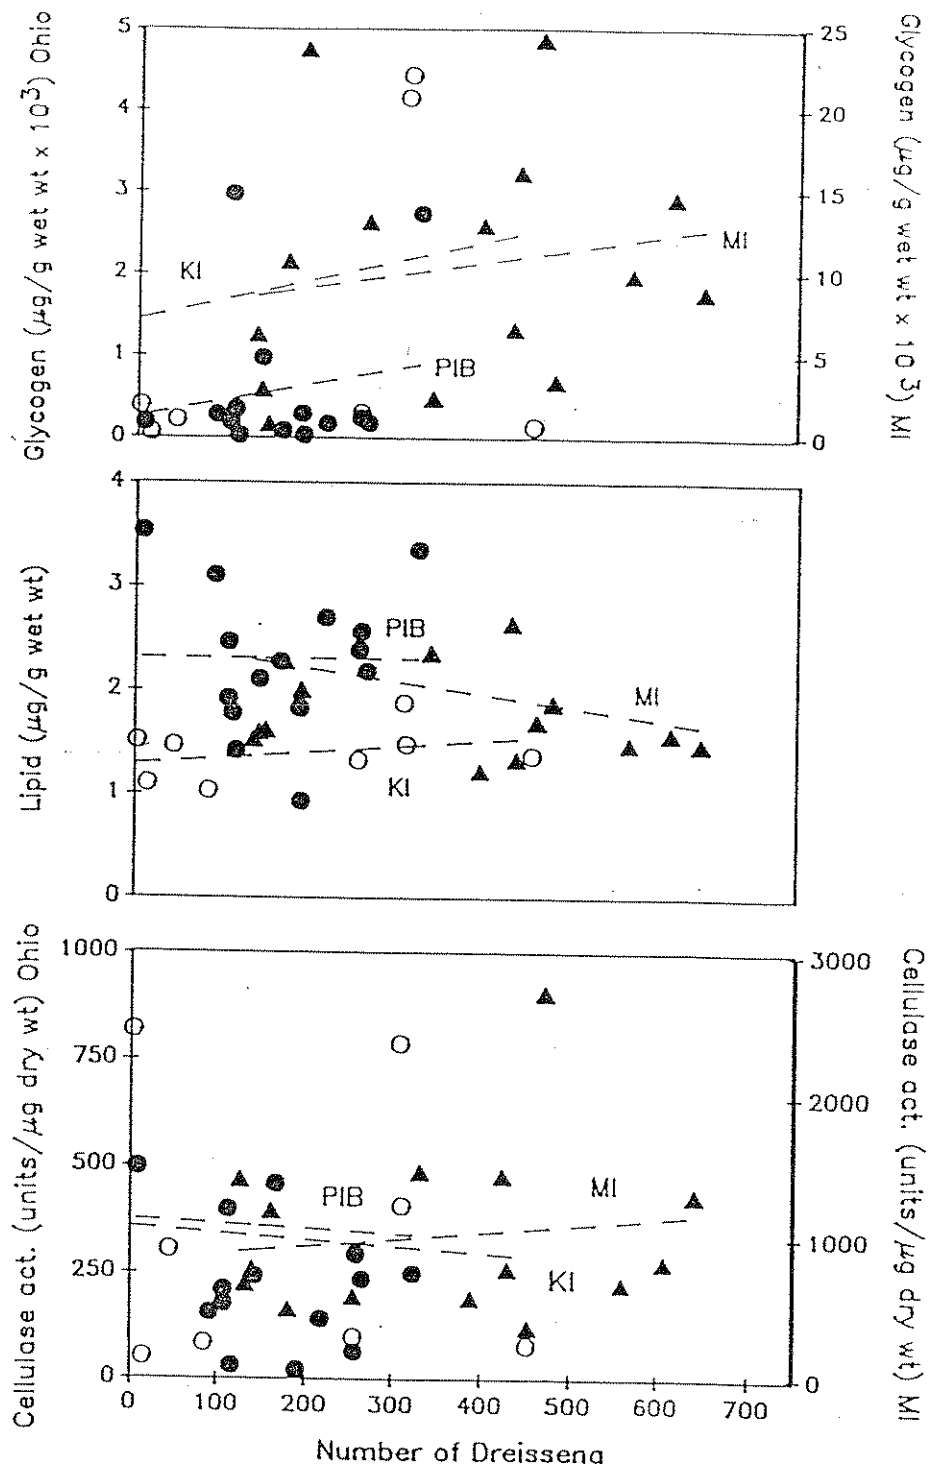 Glycogen (µg/g wet wt x 10³) Ohio
5
4
3
2
1
0
KI
MI
PIB
25
20
15
10
5
0
Glycogen (µg/g wet wt x 10³) MI
Lipid (µg/g wet wt)
4
3
2
1
0
PIB
MI
KI
Cellulase act. (units/µg dry wt) Ohio
1000
750
500
250
0
PIB
MI
KI
3000
2000
1000
0
Cellulase act. (units/µg dry wt) MI
0 100 200 300 400 500 600 700
Number of Dreissena